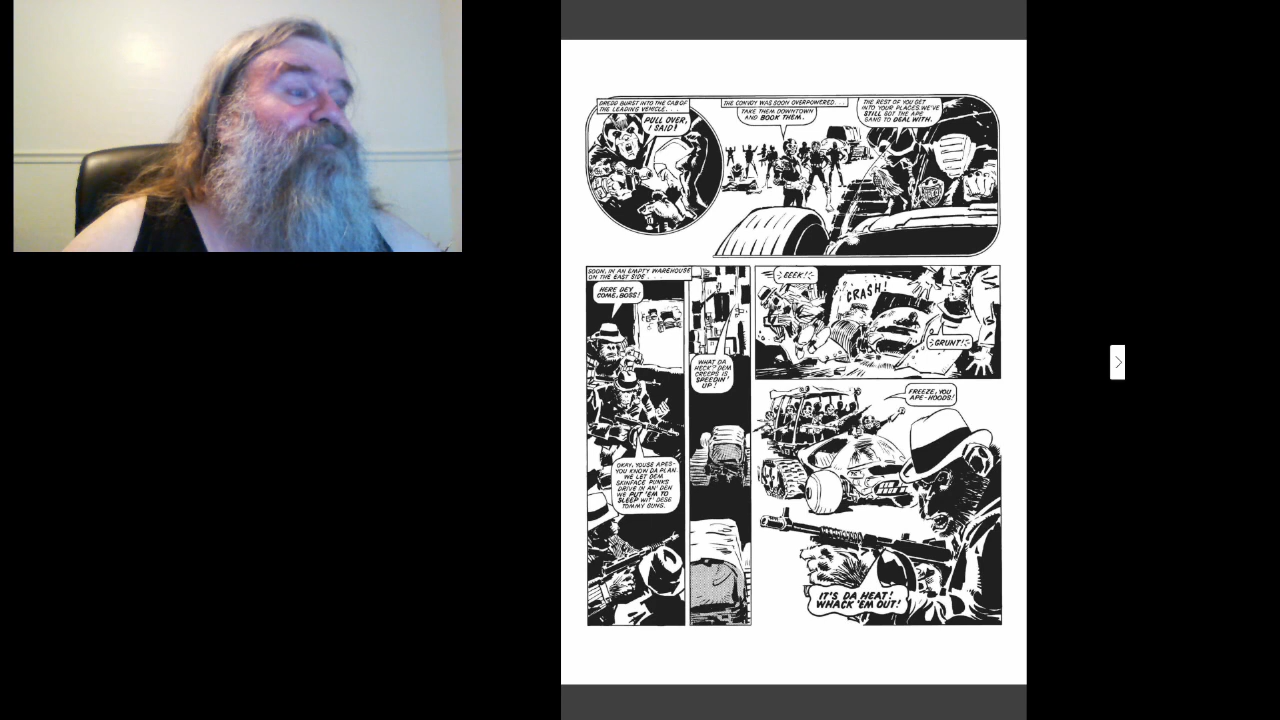 DREDD BURST INTO THE CAB OF
THE LEADING VEHICLE. . .
PULL OVER,
I SAID!
THE CONVOY WAS SOON OVERPOWERED. . .
TAKE THEM DOWNTOWN
AND BOOK THEM.
THE REST OF YOU GET
INTO YOUR PLACES. WE'VE
STILL GOT THE APE
GANG TO DEAL WITH.
SOON, IN AN EMPTY WAREHOUSE
ON THE EAST SIDE . . .
HERE DEY
COME, BOSS!
OKAY, YOUSE APES-
YOU KNOW DA PLAN.
WE LET DEM
SKINFACE PUNKS
DRIVE IN AN' DEN
WE PUT 'EM TO
SLEEP WIT' DESE
TOMMY GUNS.
WHAT DA
HECK? DEM
CREEPS IS
SPEEDIN'
UP!
EEEK!
CRASH!
GRUNT!
FREEZE, YOU
APE-HOODS!
IT'S DA HEAT!
WHACK 'EM OUT!